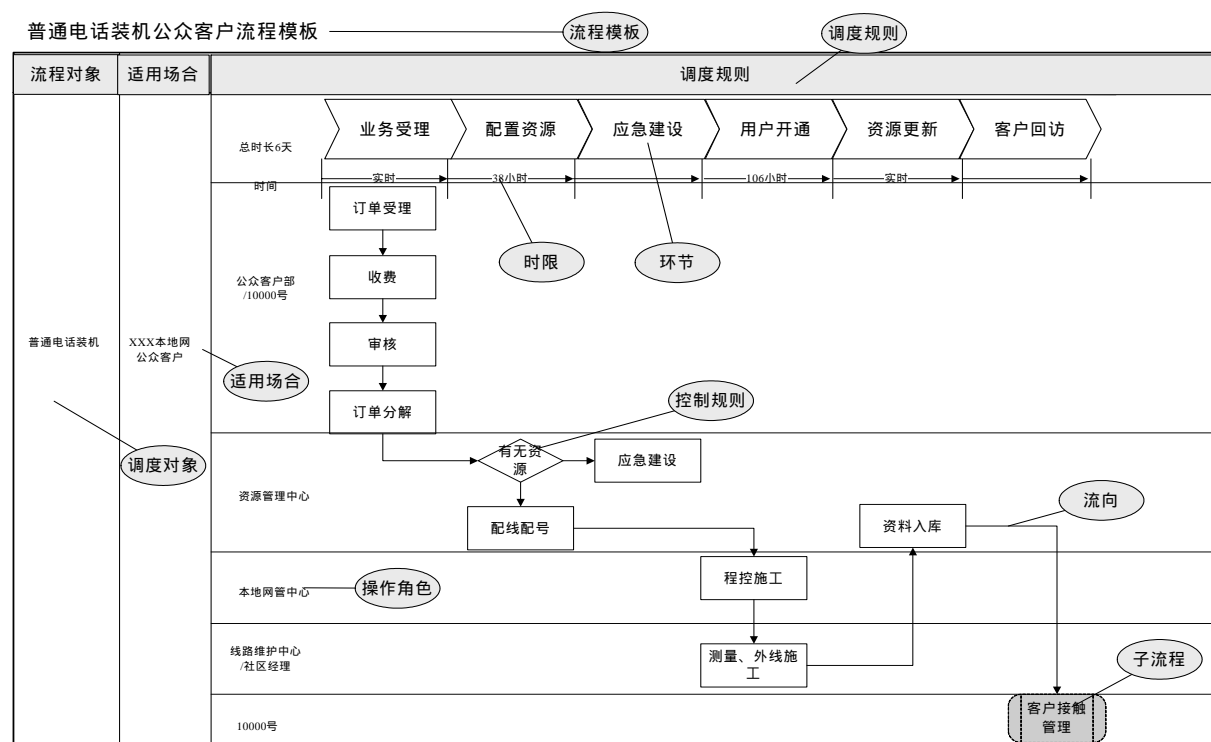 普通电话装机公众客户流程模板
流程模板
调度规则
流程对象
适用场合
调度规则
总时长6天
业务受理
配置资源
应急建设
用户开通
资源更新
客户回访
时间
实时
38小时
106小时
实时
订单受理
时限
环节
公众客户部
/10000号
收费
普通电话装机
XXX本地网
公众客户
审核
适用场合
订单分解
控制规则
调度对象
有无资
源
应急建设
资源管理中心
流向
配线配号
资料入库
本地网管中心
操作角色
程控施工
线路维护中心
/社区经理
测量、外线施
工
子流程
10000号
客户接触
管理